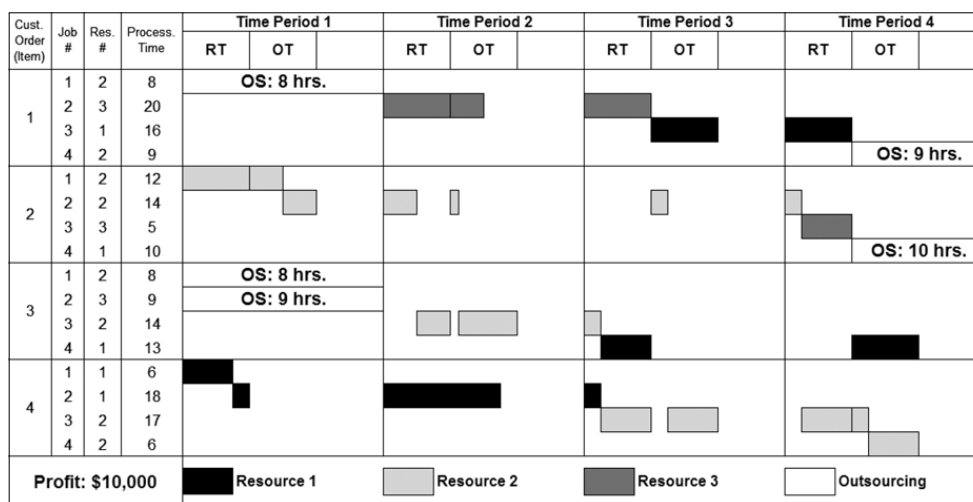 Cust. Order (Item) Job # Res. # Process. Time Time Period 1 Time Period 2 Time Period 3 Time Period 4
RT OT RT OT RT OT RT OT
1 2 8 OS: 8 hrs.
2 3 20
1
3 1 16
4 2 9 OS: 9 hrs.
1 2 12
2 2 14
2
3 3 5
4 1 10 OS: 10 hrs.
1 2 8 OS: 8 hrs.
2 3 9 OS: 9 hrs.
3
3 2 14
4 1 13
1 1 6
2 1 18
4
3 2 17
4 2 6
Profit: $10,000 Resource 1 Resource 2 Resource 3 Outsourcing